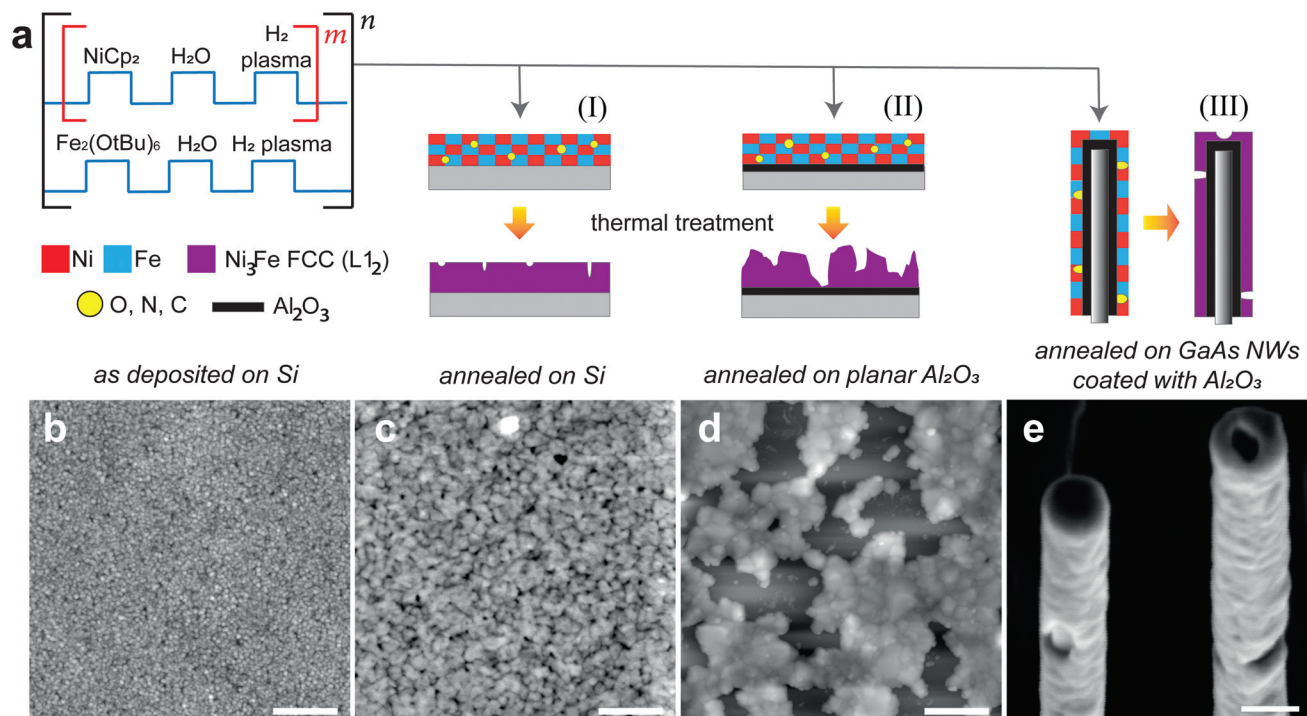 a
n
m
NiCp₂ H₂O H₂ plasma
Fe₂(OtBu)₆ H₂O H₂ plasma
(I)
(II)
(III)
thermal treatment
Ni Fe Ni₃Fe FCC (L1₂)
O, N, C Al₂O₃
as deposited on Si
annealed on Si
annealed on planar Al₂O₃
annealed on GaAs NWs
coated with Al₂O₃
b
c
d
e